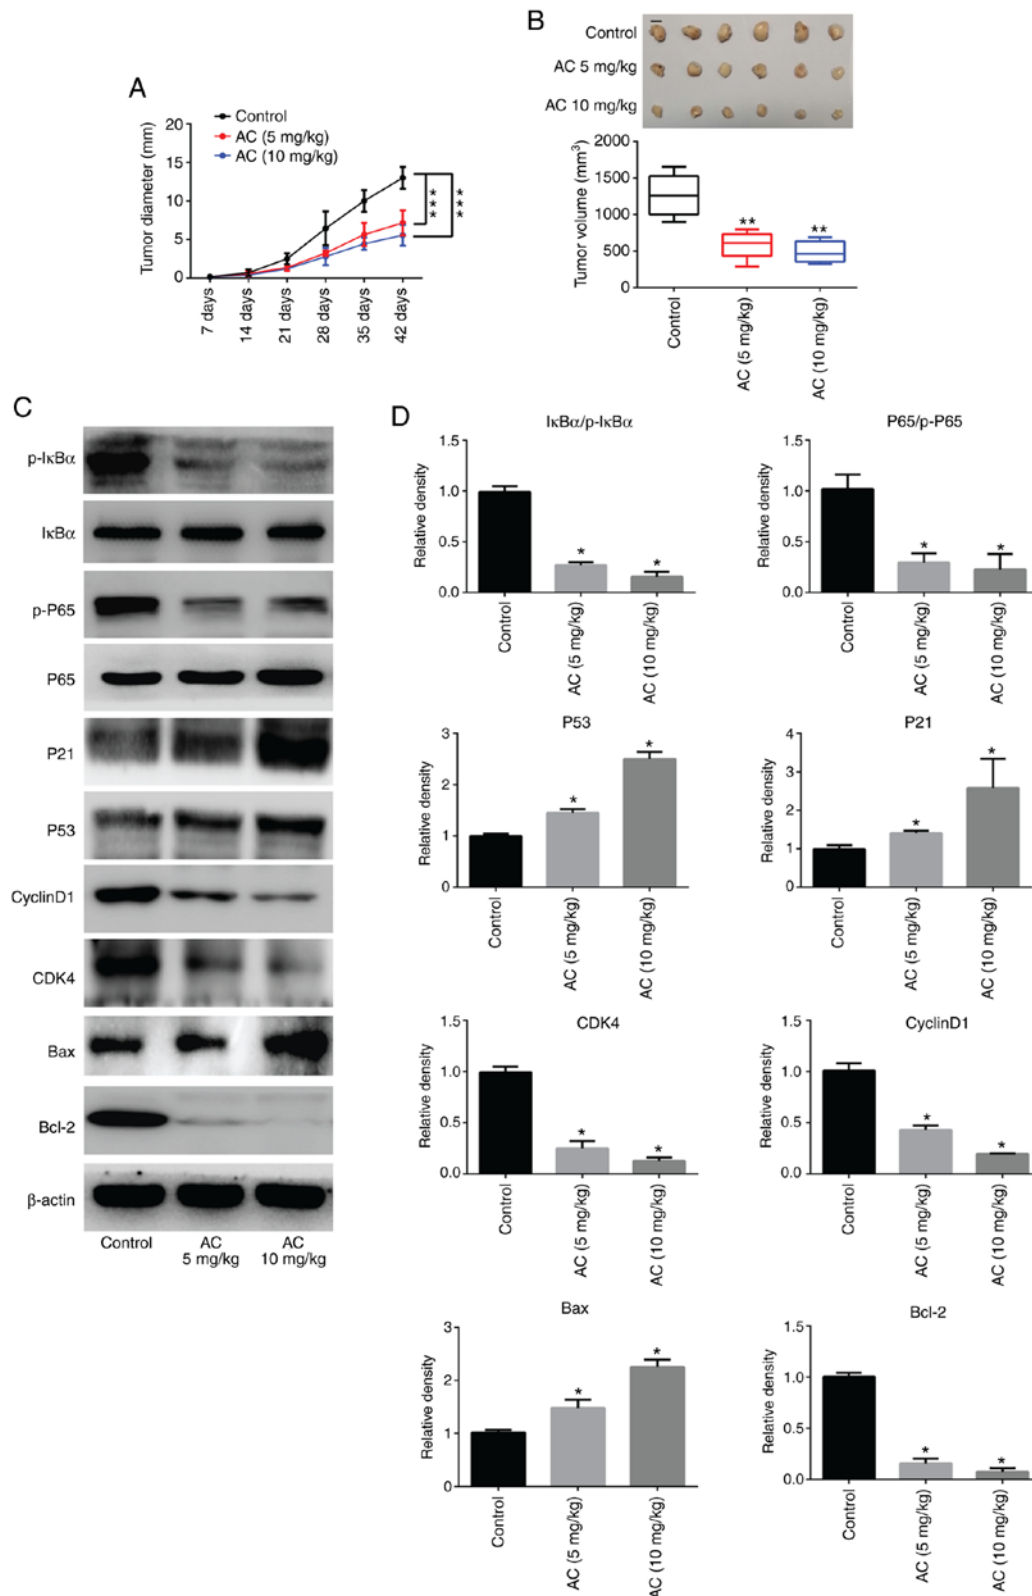 A
Control
AC (5 mg/kg)
AC (10 mg/kg)
Tumor diameter (mm)
20
15
10
5
0
***
***
7 days
14 days
21 days
28 days
35 days
42 days
B
Control
AC 5 mg/kg
AC 10 mg/kg
Tumor volume (mm³)
2000
1500
1000
500
0
**
**
Control
AC (5 mg/kg)
AC (10 mg/kg)
C
p-IκBα
IκBα
p-P65
P65
P21
P53
CyclinD1
CDK4
Bax
Bcl-2
β-actin
Control
AC
5 mg/kg
AC
10 mg/kg
D
IκBα/p-IκBα
Relative density
1.5
1.0
0.5
0.0
*
*
Control
AC (5 mg/kg)
AC (10 mg/kg)
P65/p-P65
Relative density
1.5
1.0
0.5
0.0
*
*
Control
AC (5 mg/kg)
AC (10 mg/kg)
P53
Relative density
3
2
1
0
*
*
Control
AC (5 mg/kg)
AC (10 mg/kg)
P21
Relative density
4
3
2
1
0
*
*
Control
AC (5 mg/kg)
AC (10 mg/kg)
CDK4
Relative density
1.5
1.0
0.5
0.0
*
*
Control
AC (5 mg/kg)
AC (10 mg/kg)
CyclinD1
Relative density
1.5
1.0
0.5
0.0
*
*
Control
AC (5 mg/kg)
AC (10 mg/kg)
Bax
Relative density
3
2
1
0
*
*
Control
AC (5 mg/kg)
AC (10 mg/kg)
Bcl-2
Relative density
1.5
1.0
0.5
0.0
*
*
Control
AC (5 mg/kg)
AC (10 mg/kg)